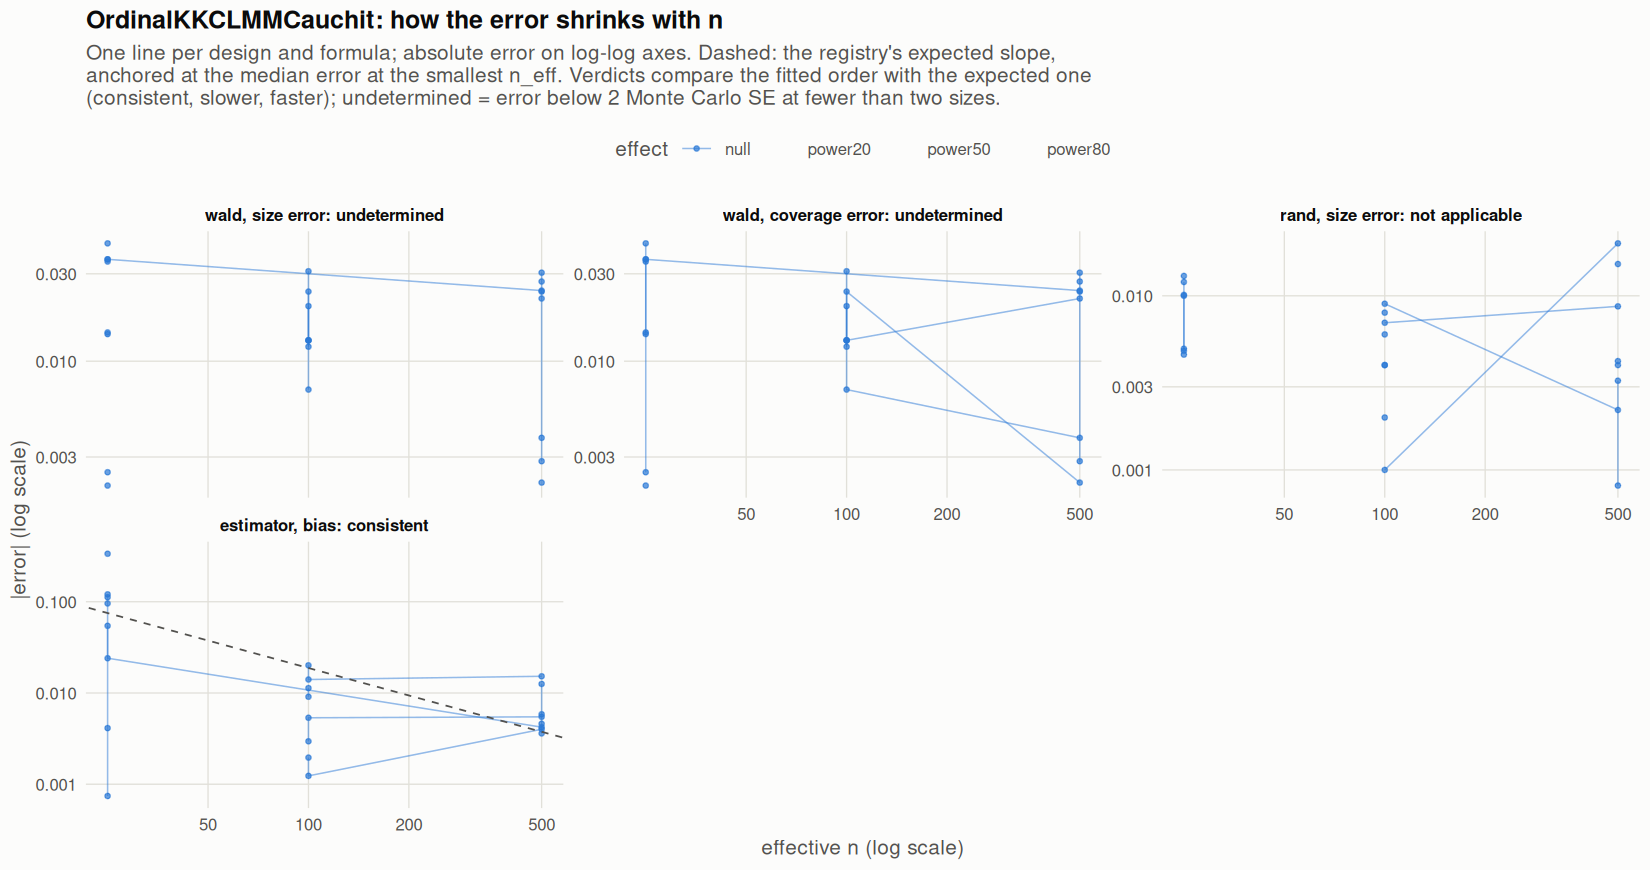 OrdinalKKCLMMCauchit: how the error shrinks with n
One line per design and formula; absolute error on log-log axes. Dashed: the registry's expected slope,
anchored at the median error at the smallest n_eff. Verdicts compare the fitted order with the expected one
(consistent, slower, faster); undetermined = error below 2 Monte Carlo SE at fewer than two sizes.
effect null power20 power50 power80
wald, size error: undetermined
0.030
0.010
0.003
wald, coverage error: undetermined
0.030
0.010
0.003
50 100 200 500
rand, size error: not applicable
0.010
0.003
0.001
50 100 200 500
estimator, bias: consistent
0.100
0.010
0.001
50 100 200 500
|error| (log scale)
effective n (log scale)